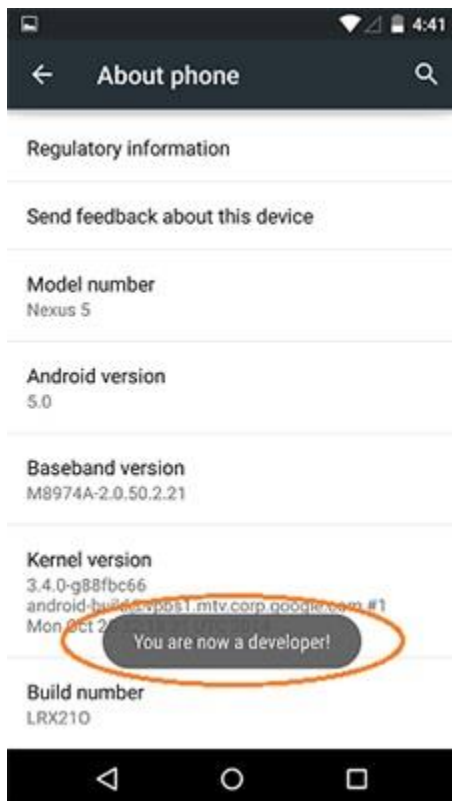 4:41
About phone
Regulatory information
Send feedback about this device
Model number
Nexus 5
Android version
5.0
Baseband version
M8974A-2.0.50.2.21
Kernel version
3.4.0-g88fbc66
android-build@vpbs1.mtv.corp.google.com #1
Mon Oct
You are now a developer!
Build number
LRX21O